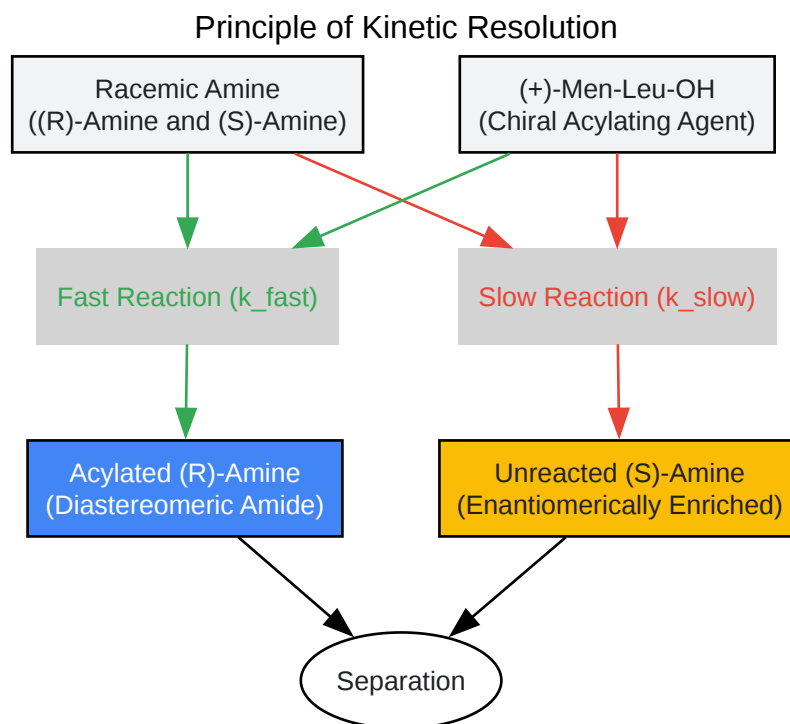 Principle of Kinetic Resolution
Racemic Amine
((R)-Amine and (S)-Amine)
(+)-Men-Leu-OH
(Chiral Acylating Agent)
Fast Reaction (k_fast)
Slow Reaction (k_slow)
Acylated (R)-Amine
(Diastereomeric Amide)
Unreacted (S)-Amine
(Enantiomerically Enriched)
Separation